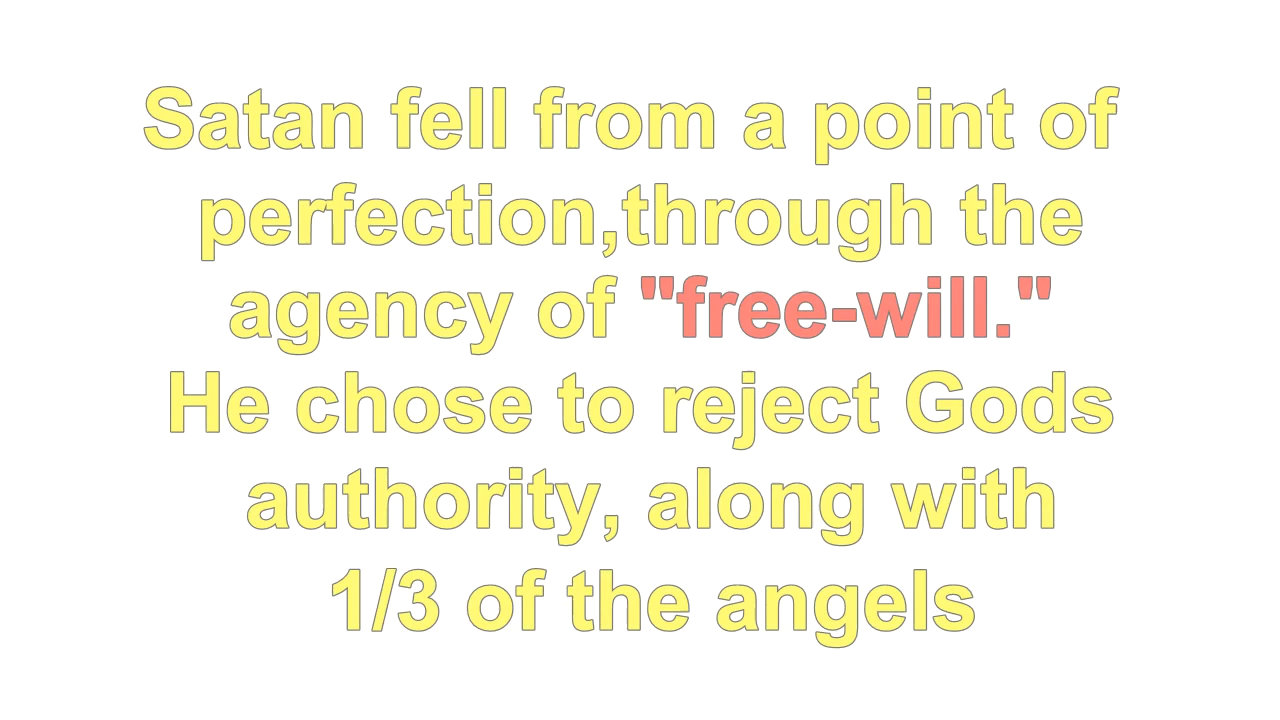 Satan fell from a point of
perfection,through the
agency of "free-will."
He chose to reject Gods
authority, along with
1/3 of the angels